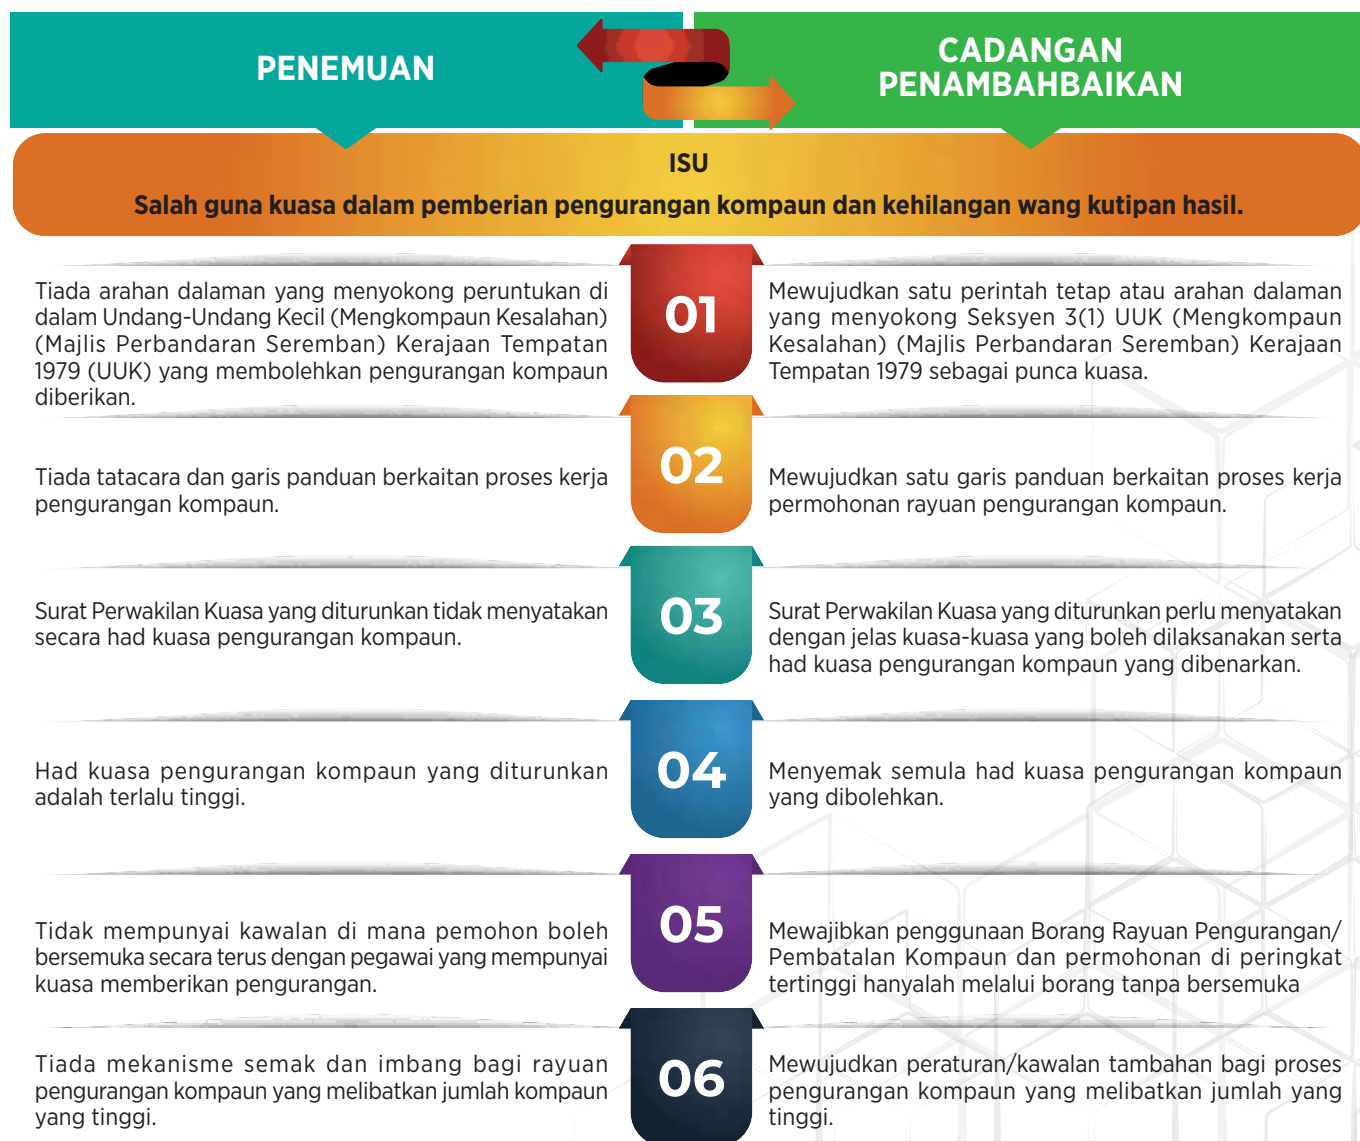 PENEMUAN
CADANGAN
PENAMBAHBAIKAN
ISU
Salah guna kuasa dalam pemberian pengurangan kompaun dan kehilangan wang kutipan hasil.
Tiada arahan dalaman yang menyokong peruntukan di
dalam Undang-Undang Kecil (Mengkompaun Kesalahan)
(Majlis Perbandaran Seremban) Kerajaan Tempatan
1979 (UUK) yang membolehkan pengurangan kompaun
diberikan.
01
Mewujudkan satu perintah tetap atau arahan dalaman
yang menyokong Seksyen 3(1) UUK (Mengkompaun
Kesalahan) (Majlis Perbandaran Seremban) Kerajaan
Tempatan 1979 sebagai punca kuasa.
Tiada tatacara dan garis panduan berkaitan proses kerja
pengurangan kompaun.
02
Mewujudkan satu garis panduan berkaitan proses kerja
permohonan rayuan pengurangan kompaun.
Surat Perwakilan Kuasa yang diturunkan tidak menyatakan
secara had kuasa pengurangan kompaun.
03
Surat Perwakilan Kuasa yang diturunkan perlu menyatakan
dengan jelas kuasa-kuasa yang boleh dilaksanakan serta
had kuasa pengurangan kompaun yang dibenarkan.
Had kuasa pengurangan kompaun yang diturunkan
adalah terlalu tinggi.
04
Menyemak semula had kuasa pengurangan kompaun
yang dibolehkan.
Tidak mempunyai kawalan di mana pemohon boleh
bersemuka secara terus dengan pegawai yang mempunyai
kuasa memberikan pengurangan.
05
Mewajibkan penggunaan Borang Rayuan Pengurangan/
Pembatalan Kompaun dan permohonan di peringkat
tertinggi hanyalah melalui borang tanpa bersemuka
Tiada mekanisme semak dan imbang bagi rayuan
pengurangan kompaun yang melibatkan jumlah kompaun
yang tinggi.
06
Mewujudkan peraturan/kawalan tambahan bagi proses
pengurangan kompaun yang melibatkan jumlah yang
tinggi.